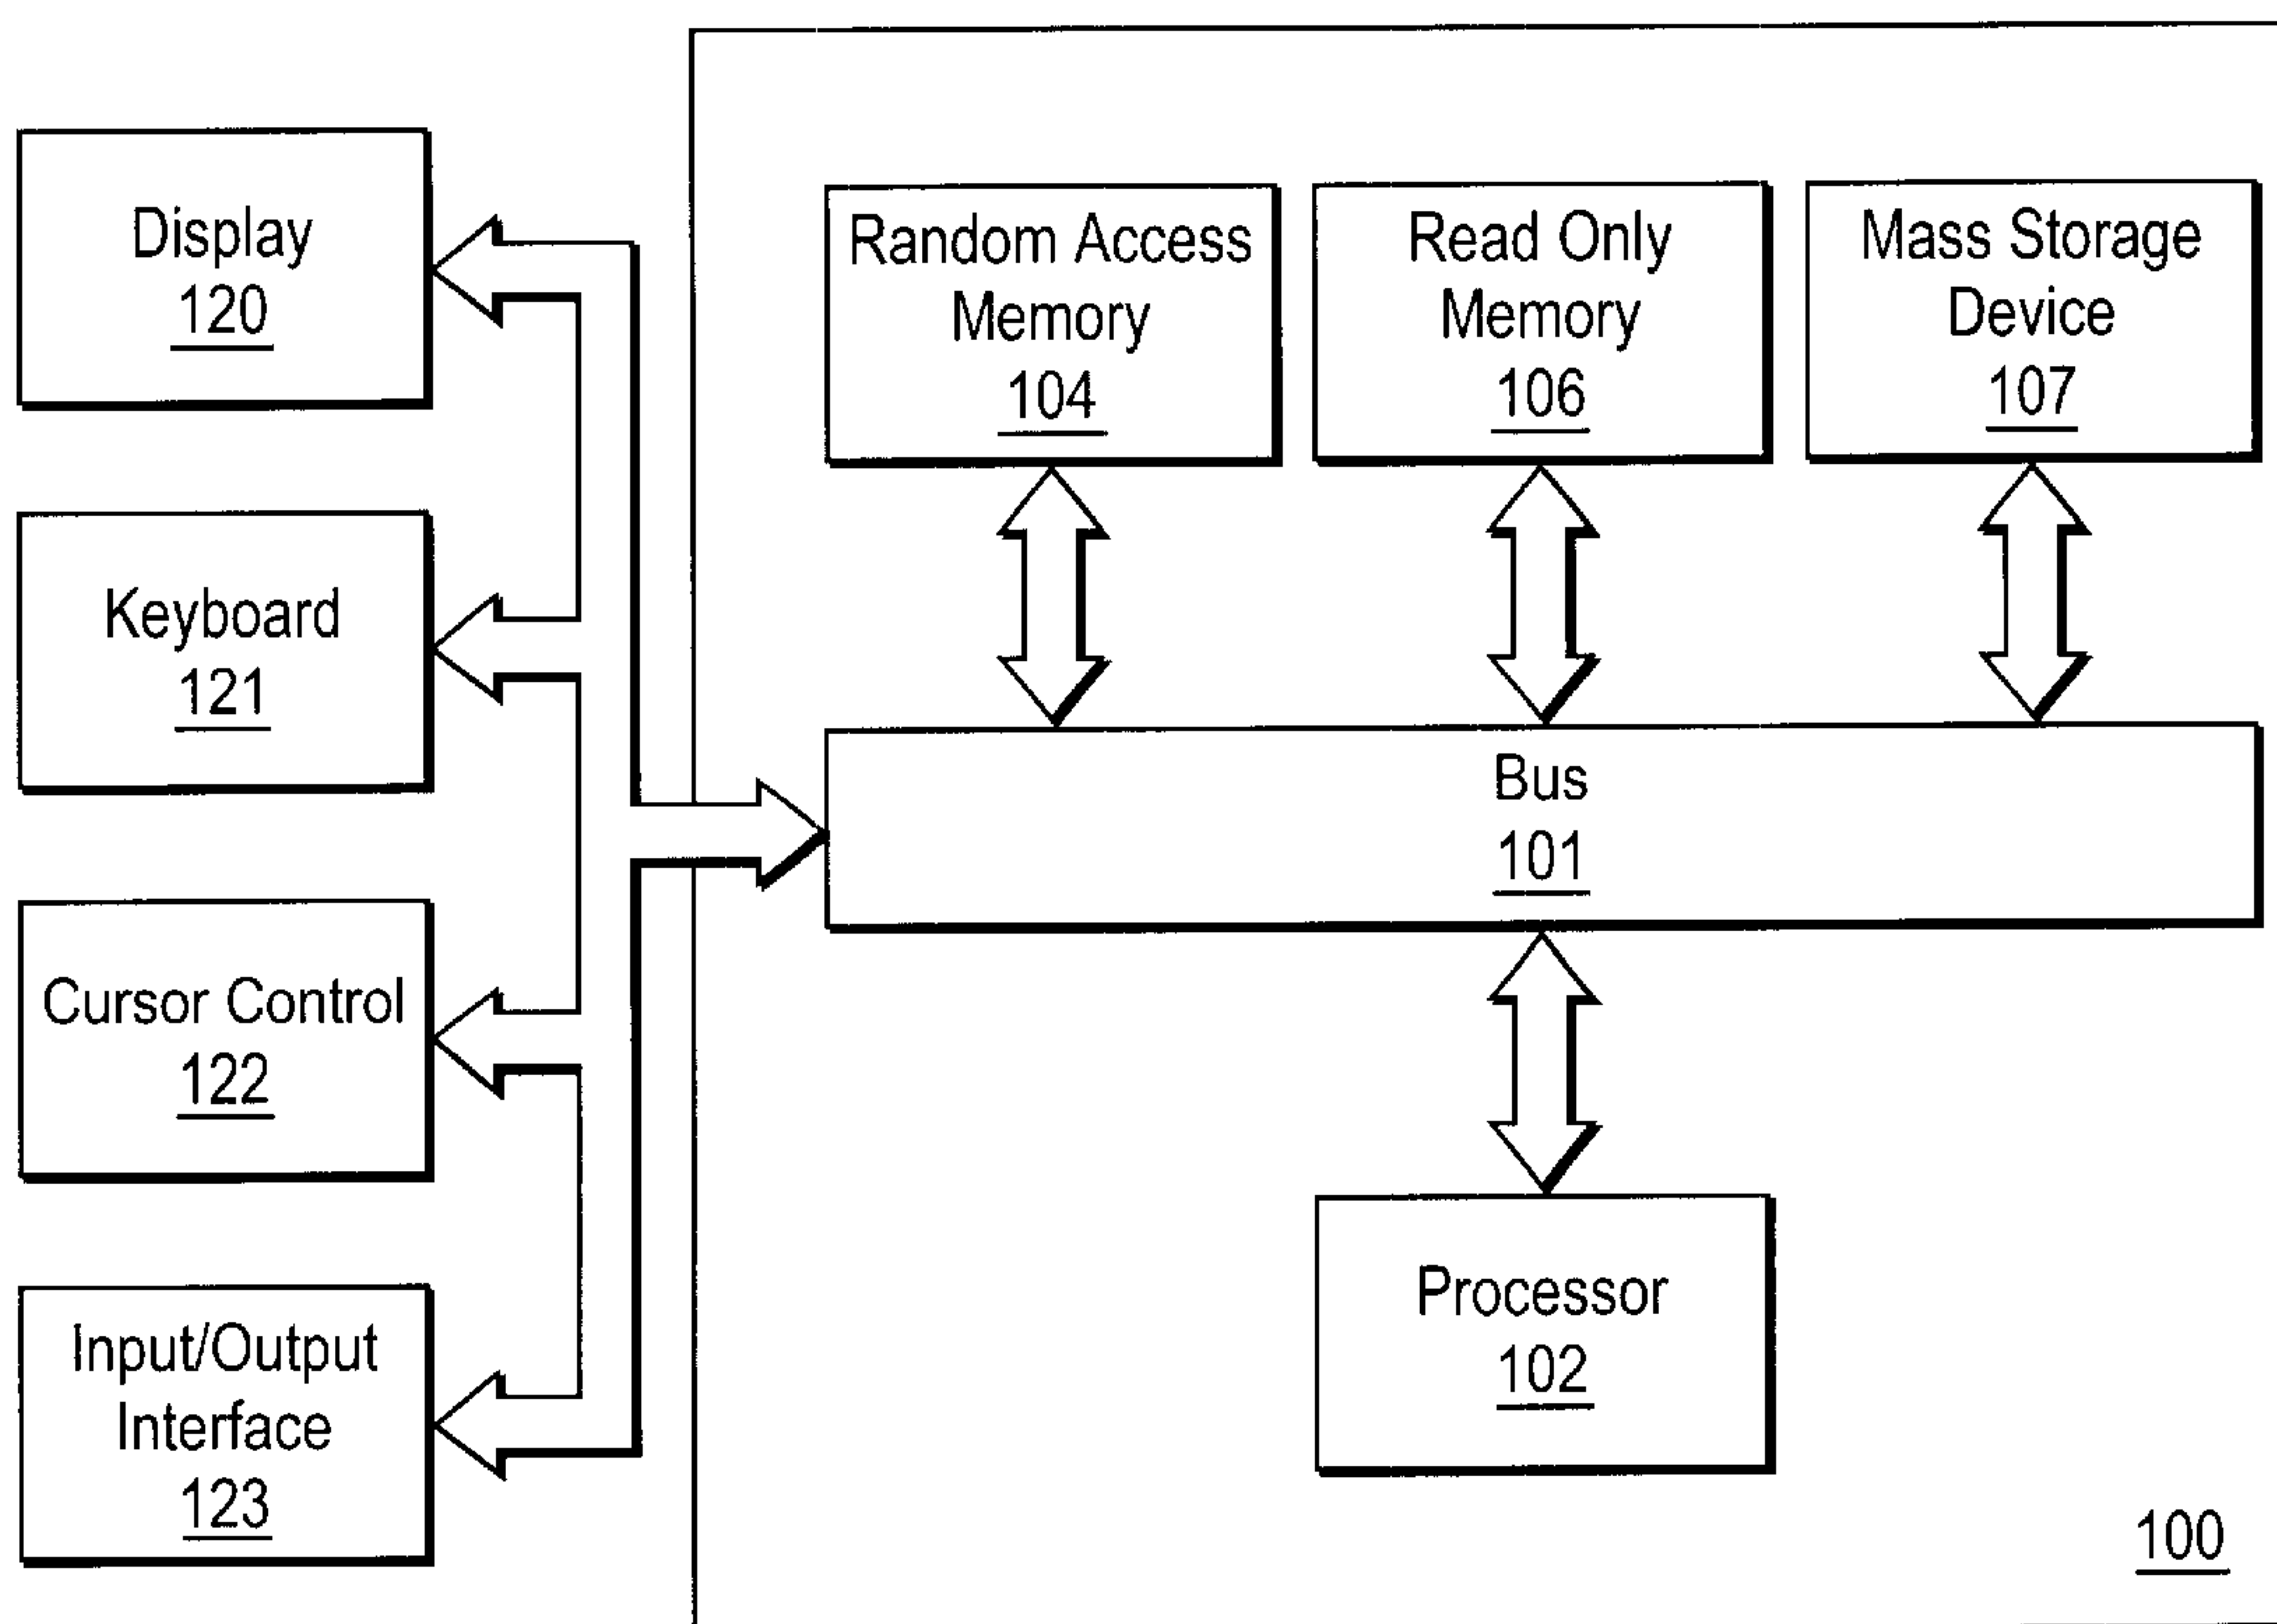 Display
120
Keyboard
121
Cursor Control
122
Input/Output
Interface
123
Random Access
Memory
104
Read Only
Memory
106
Mass Storage
Device
107
Bus
101
Processor
102
100